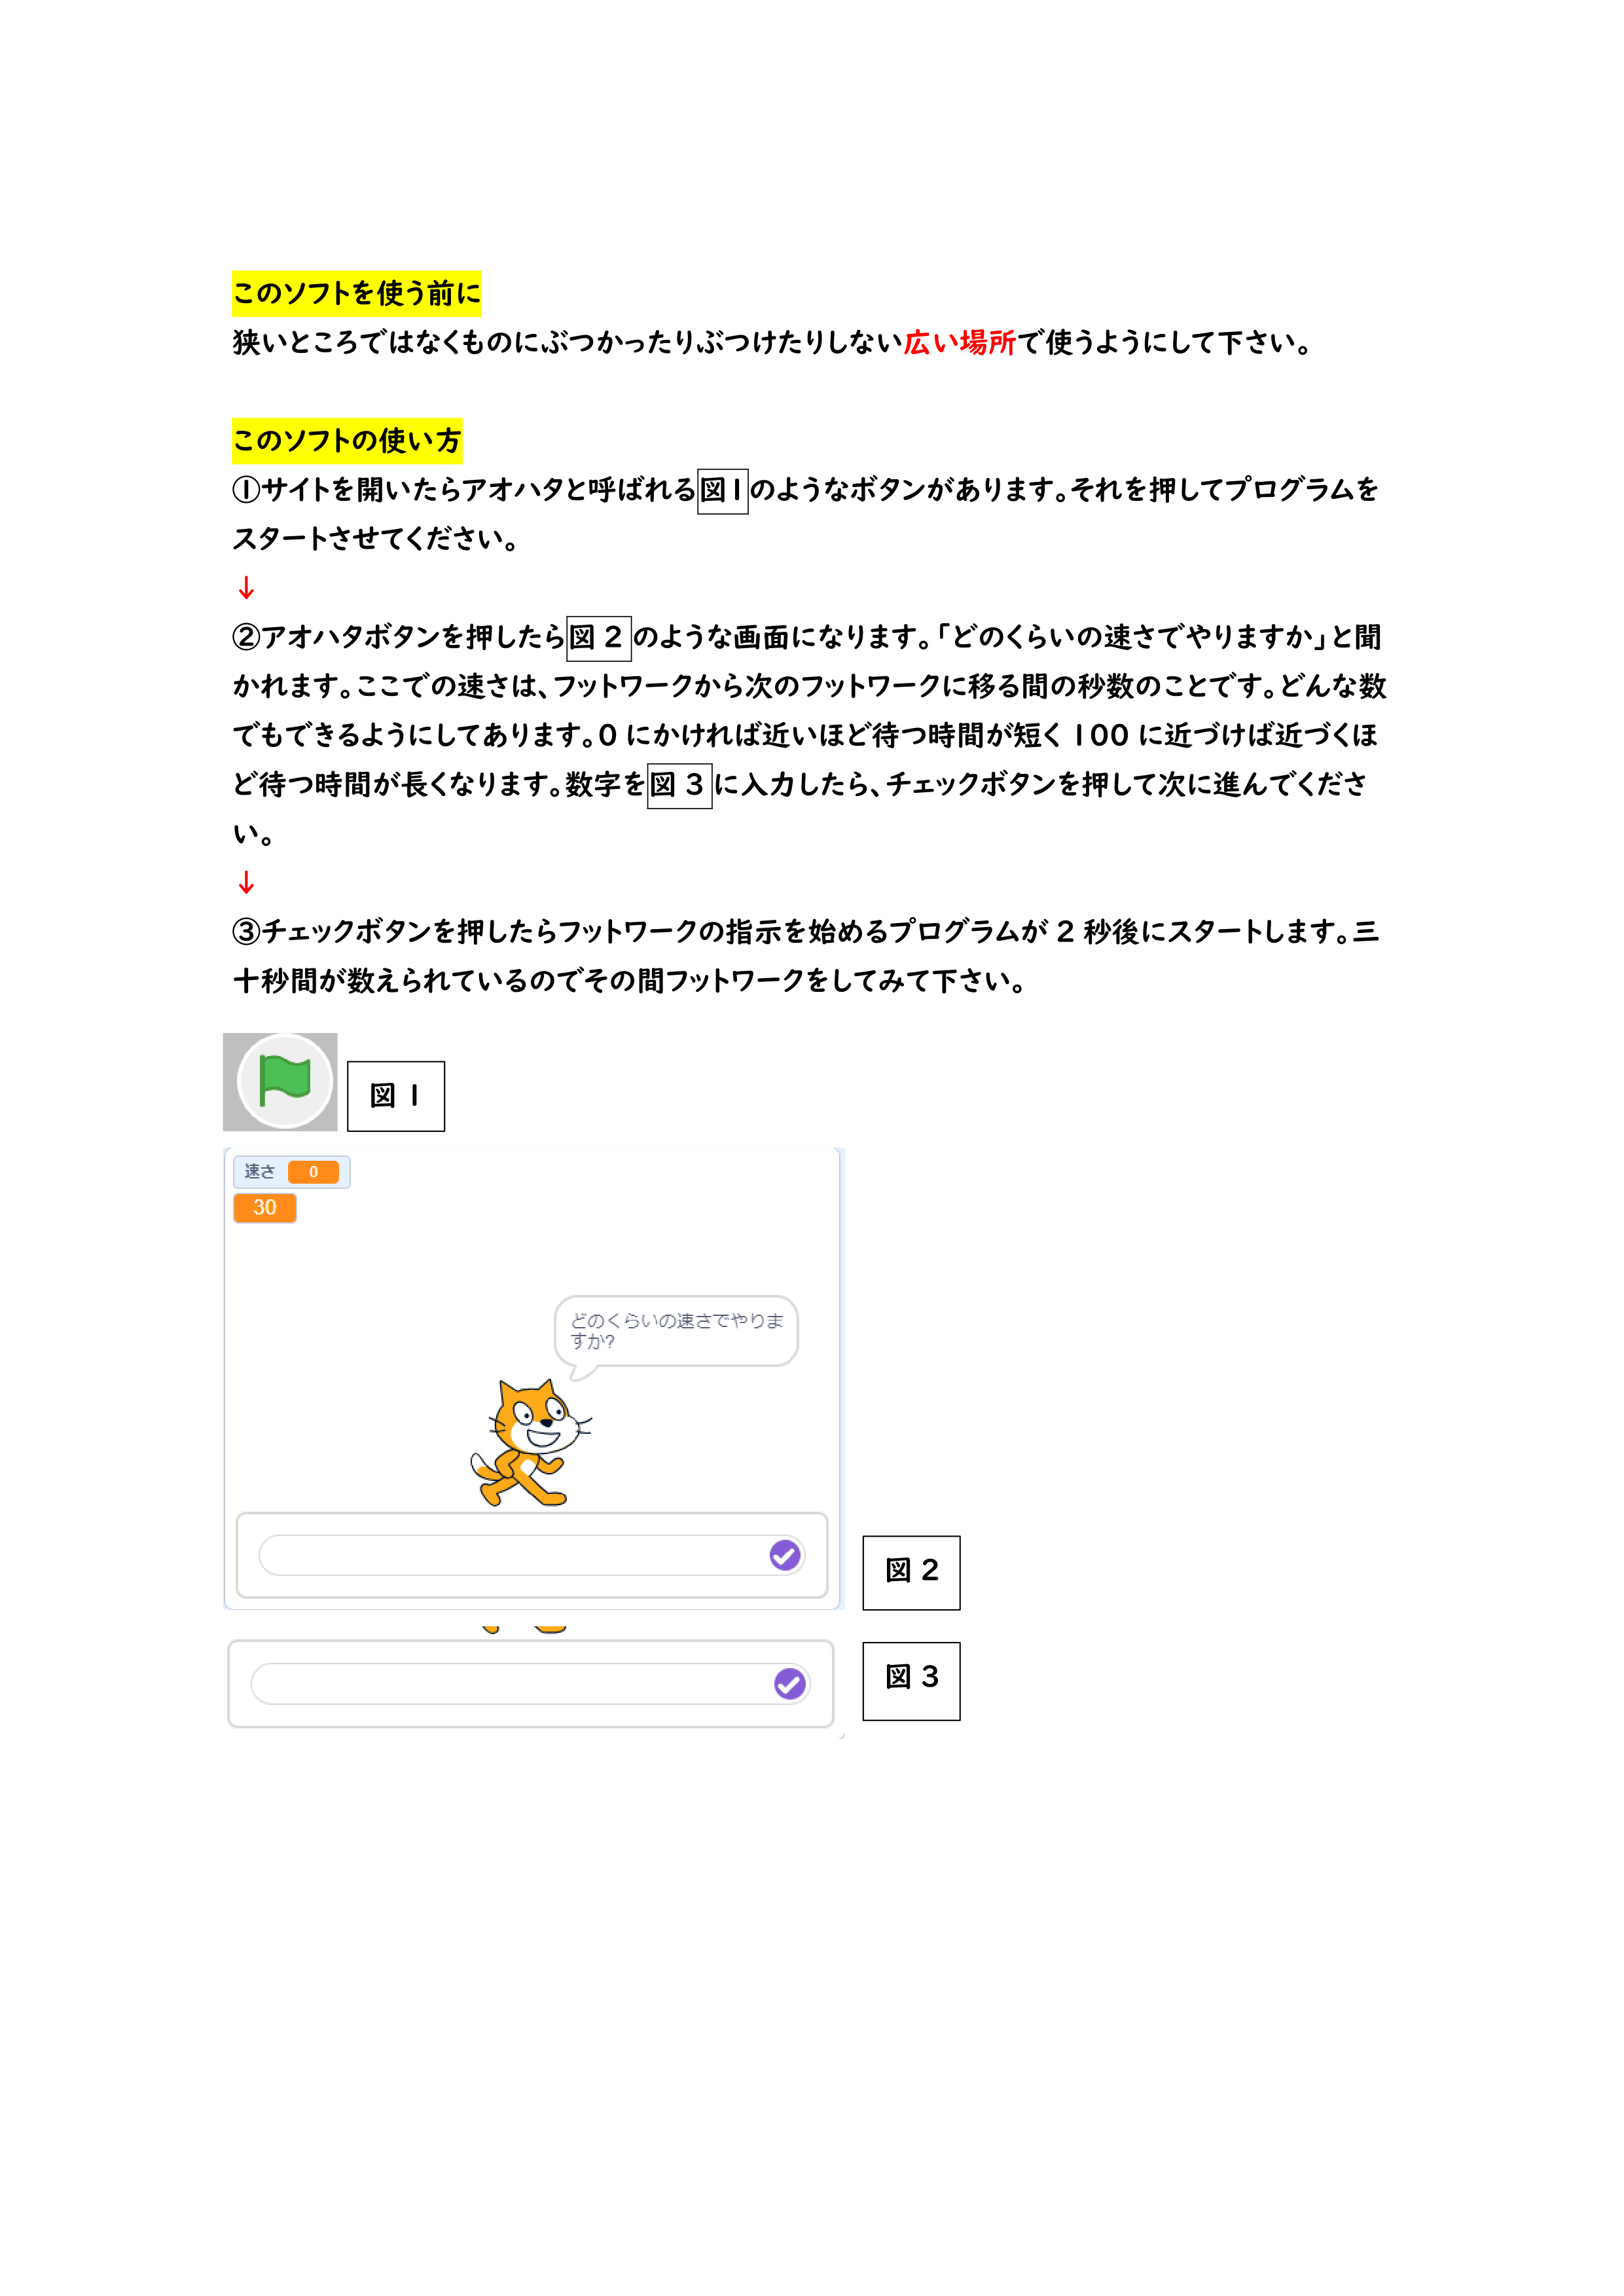 このソフトを使う前に
狭いところではなくものにぶつかったりぶつけたりしない広い場所で使うようにして下さい。
このソフトの使い方
①サイトを開いたらアオハタと呼ばれる図1のようなボタンがあります。それを押してプログラムを
スタートさせてください。
↓
②アオハタボタンを押したら図2のような画面になります。「どのくらいの速さでやりますか」と聞
かれます。ここでの速さは、フットワークから次のフットワークに移る間の秒数のことです。どんな数
でもできるようにしてあります。0にかければ近いほど待つ時間が短く100に近づけば近づくほ
ど待つ時間が長くなります。数字を図3に入力したら、チェックボタンを押して次に進んでくださ
い。
↓
③チェックボタンを押したらフットワークの指示を始めるプログラムが2秒後にスタートします。三
十秒間が数えられているのでその間フットワークをしてみて下さい。
図1
速さ 0
30
どのくらいの速さでやりま
すか?
図2
図3